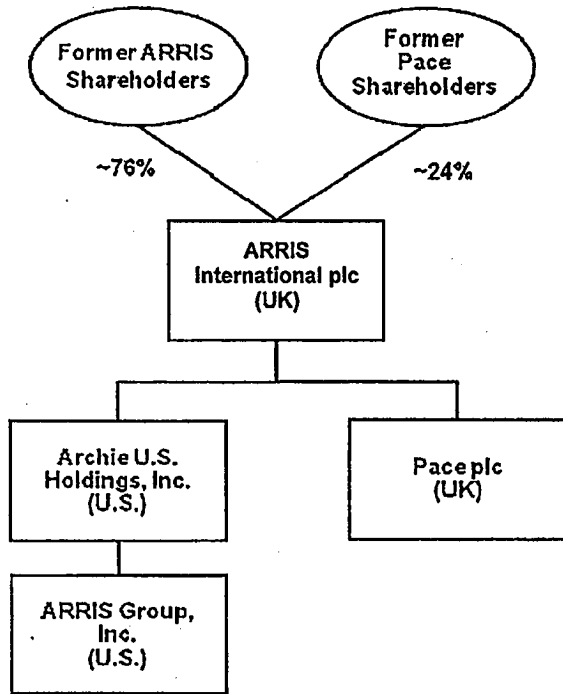 Former ARRIS
Shareholders
Former
Pace
Shareholders
~76%
~24%
ARRIS
International plc
(UK)
Archie U.S.
Holdings, Inc.
(U.S.)
Pace plc
(UK)
ARRIS Group,
Inc.
(U.S.)